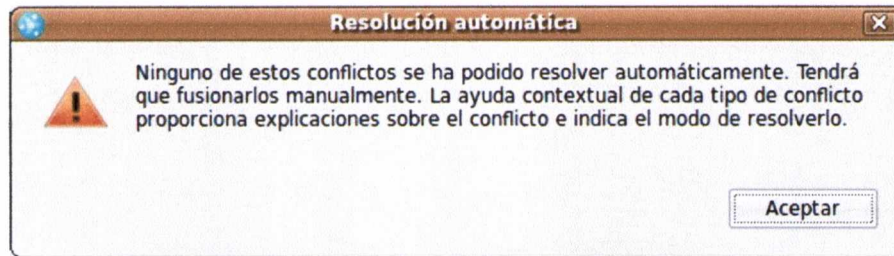 Resolución automática
Ninguno de estos conflictos se ha podido resolver automáticamente. Tendrá
que fusionarlos manualmente. La ayuda contextual de cada tipo de conflicto
proporciona explicaciones sobre el conflicto e indica el modo de resolverlo.
Aceptar